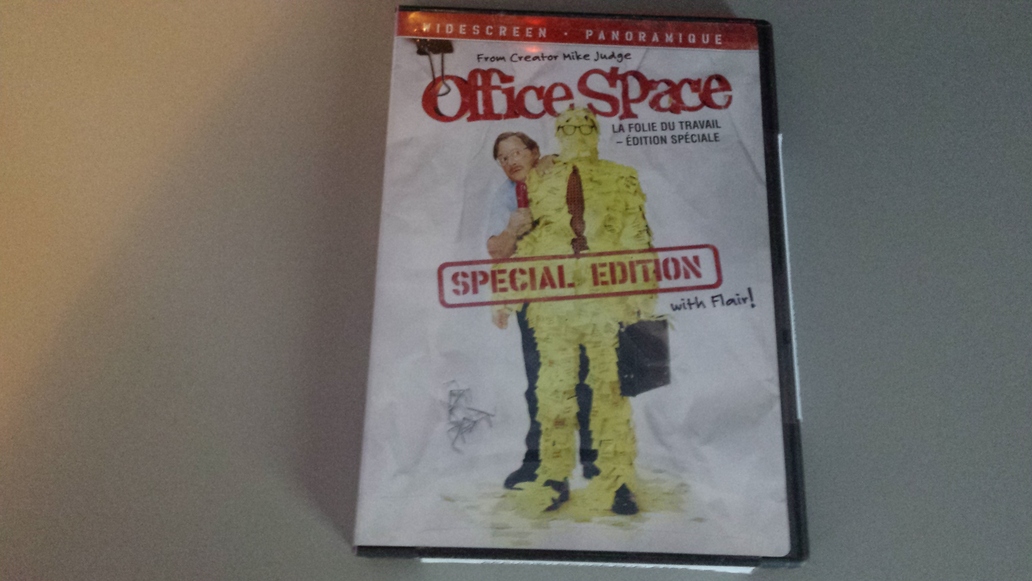 WIDESCREEN · PANORAMIQUE
From Creator Mike Judge
Office Space
LA FOLIE DU TRAVAIL
– ÉDITION SPÉCIALE
SPECIAL EDITION
with Flair!